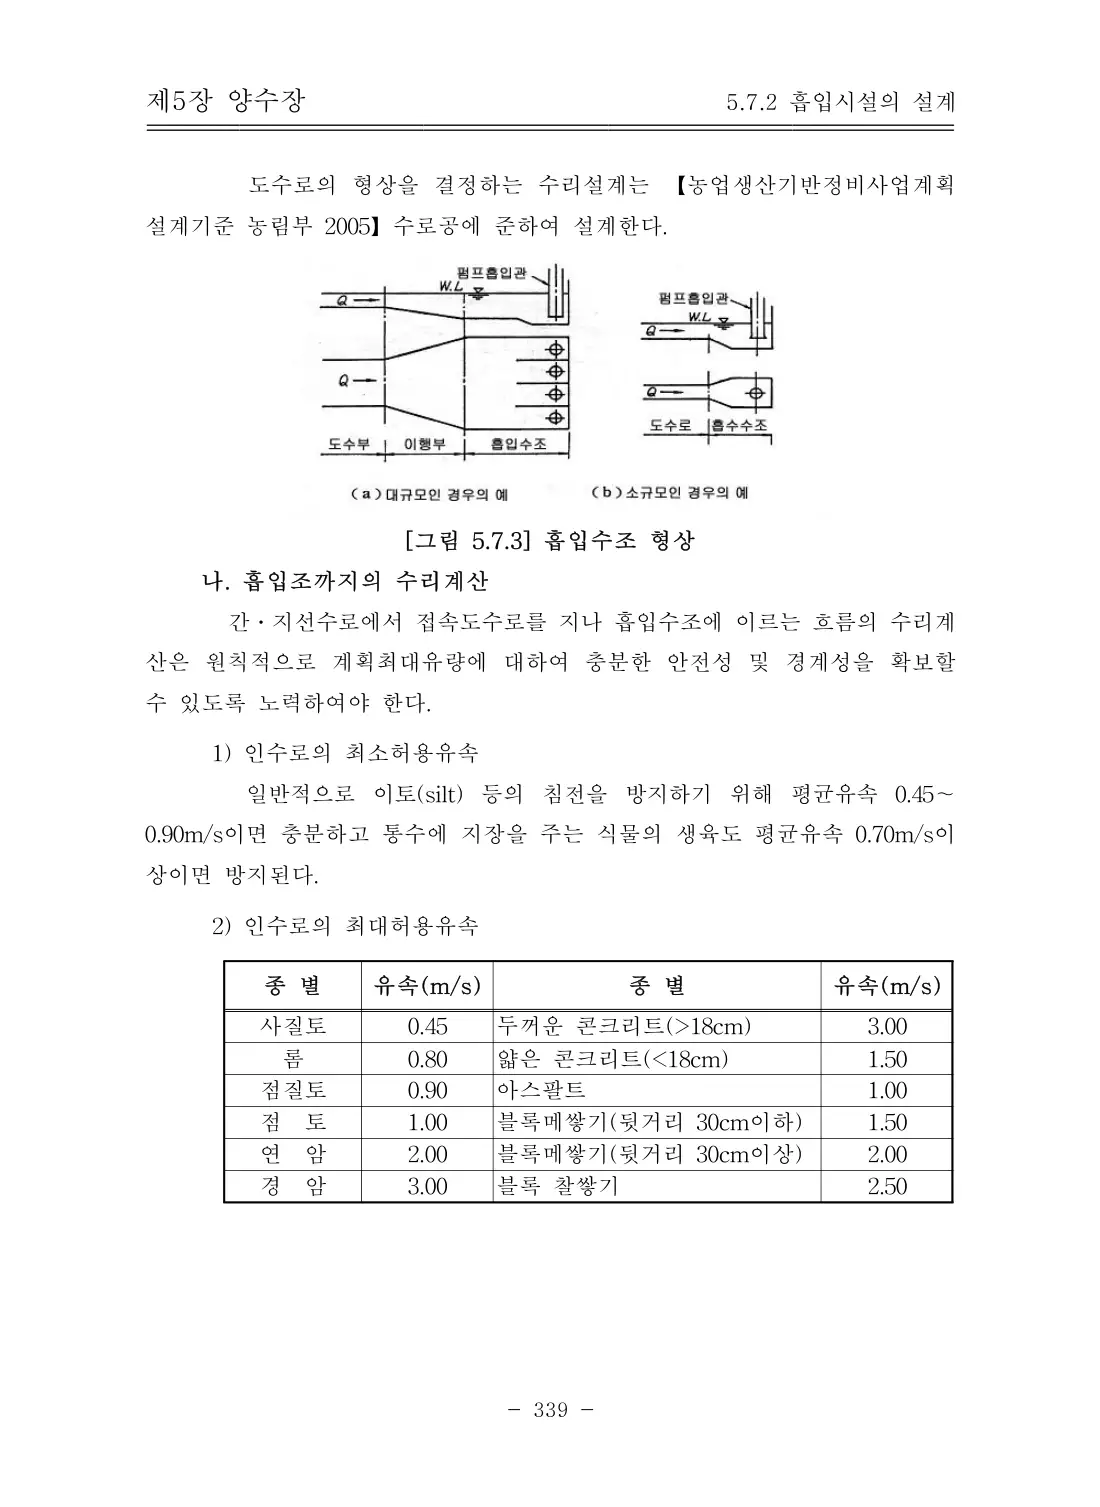 제5장 양수장 5.7.2 흡입시설의 설계
도수로의 형상을 결정하는 수리설계는 【농업생산기반정비사업계획
설계기준 농림부 2005】수로공에 준하여 설계한다.
펌프흡입관
W.L
Q
Q
도수부 이행부 흡입수조
(a)대규모인 경우의 예
펌프흡입관
W.L
Q
Q
도수로 흡수수조
(b)소규모인 경우의 예
[그림 5.7.3] 흡입수조 형상
나. 흡입조까지의 수리계산
간·지선수로에서 접속도수로를 지나 흡입수조에 이르는 흐름의 수리계
산은 원칙적으로 계획최대유량에 대하여 충분한 안전성 및 경계성을 확보할
수 있도록 노력하여야 한다.
1) 인수로의 최소허용유속
일반적으로 이토(silt) 등의 침전을 방지하기 위해 평균유속 0.45~
0.90m/s이면 충분하고 통수에 지장을 주는 식물의 생육도 평균유속 0.70m/s이
상이면 방지된다.
2) 인수로의 최대허용유속
종 별 유속(m/s) 종 별 유속(m/s)
사질토 0.45 두꺼운 콘크리트(>18cm) 3.00
롬 0.80 얇은 콘크리트(<18cm) 1.50
점질토 0.90 아스팔트 1.00
점 토 1.00 블록메쌓기(뒷거리 30cm이하) 1.50
연 암 2.00 블록메쌓기(뒷거리 30cm이상) 2.00
경 암 3.00 블록 찰쌓기 2.50
- 339 -